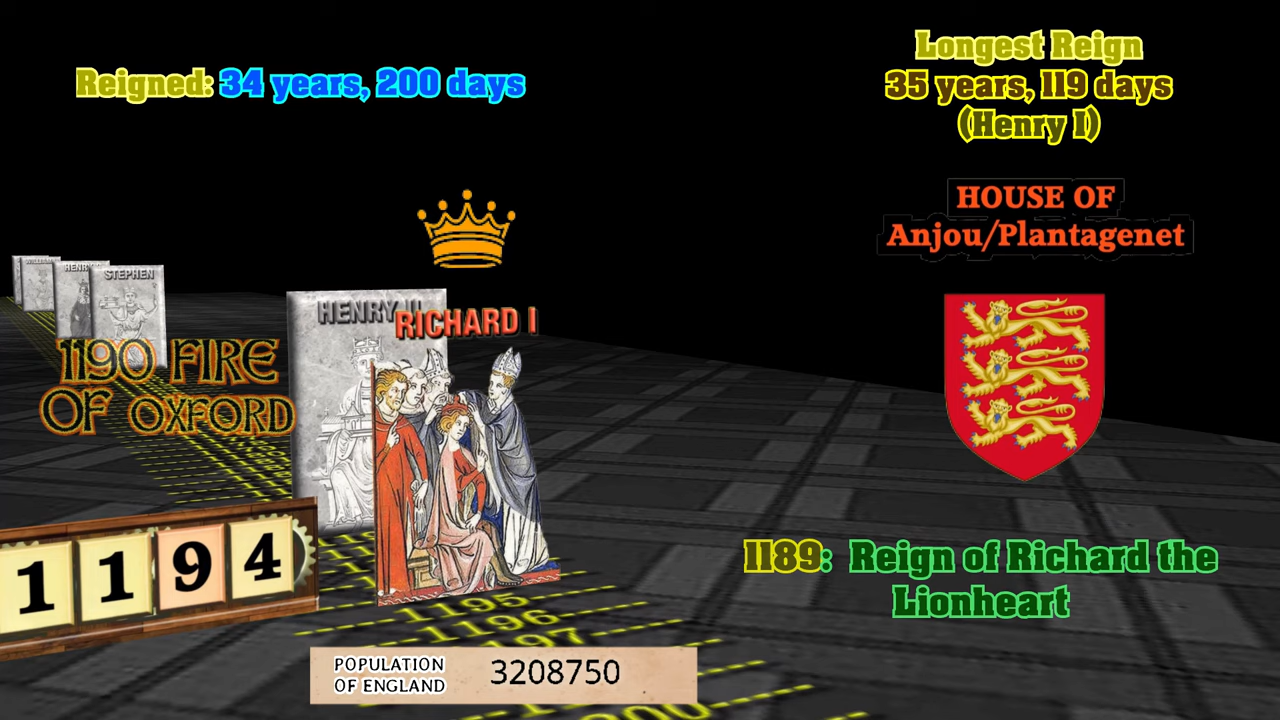 Reigned: 34 years, 200 days
Longest Reign
35 years, 119 days
(Henry I)
HOUSE OF
Anjou/Plantagenet
HENRY
STEPHEN
HENRY II
RICHARD I
1190 FIRE
OF OXFORD
1194
1189: Reign of Richard the
Lionheart
1195
1196
POPULATION
OF ENGLAND
3208750